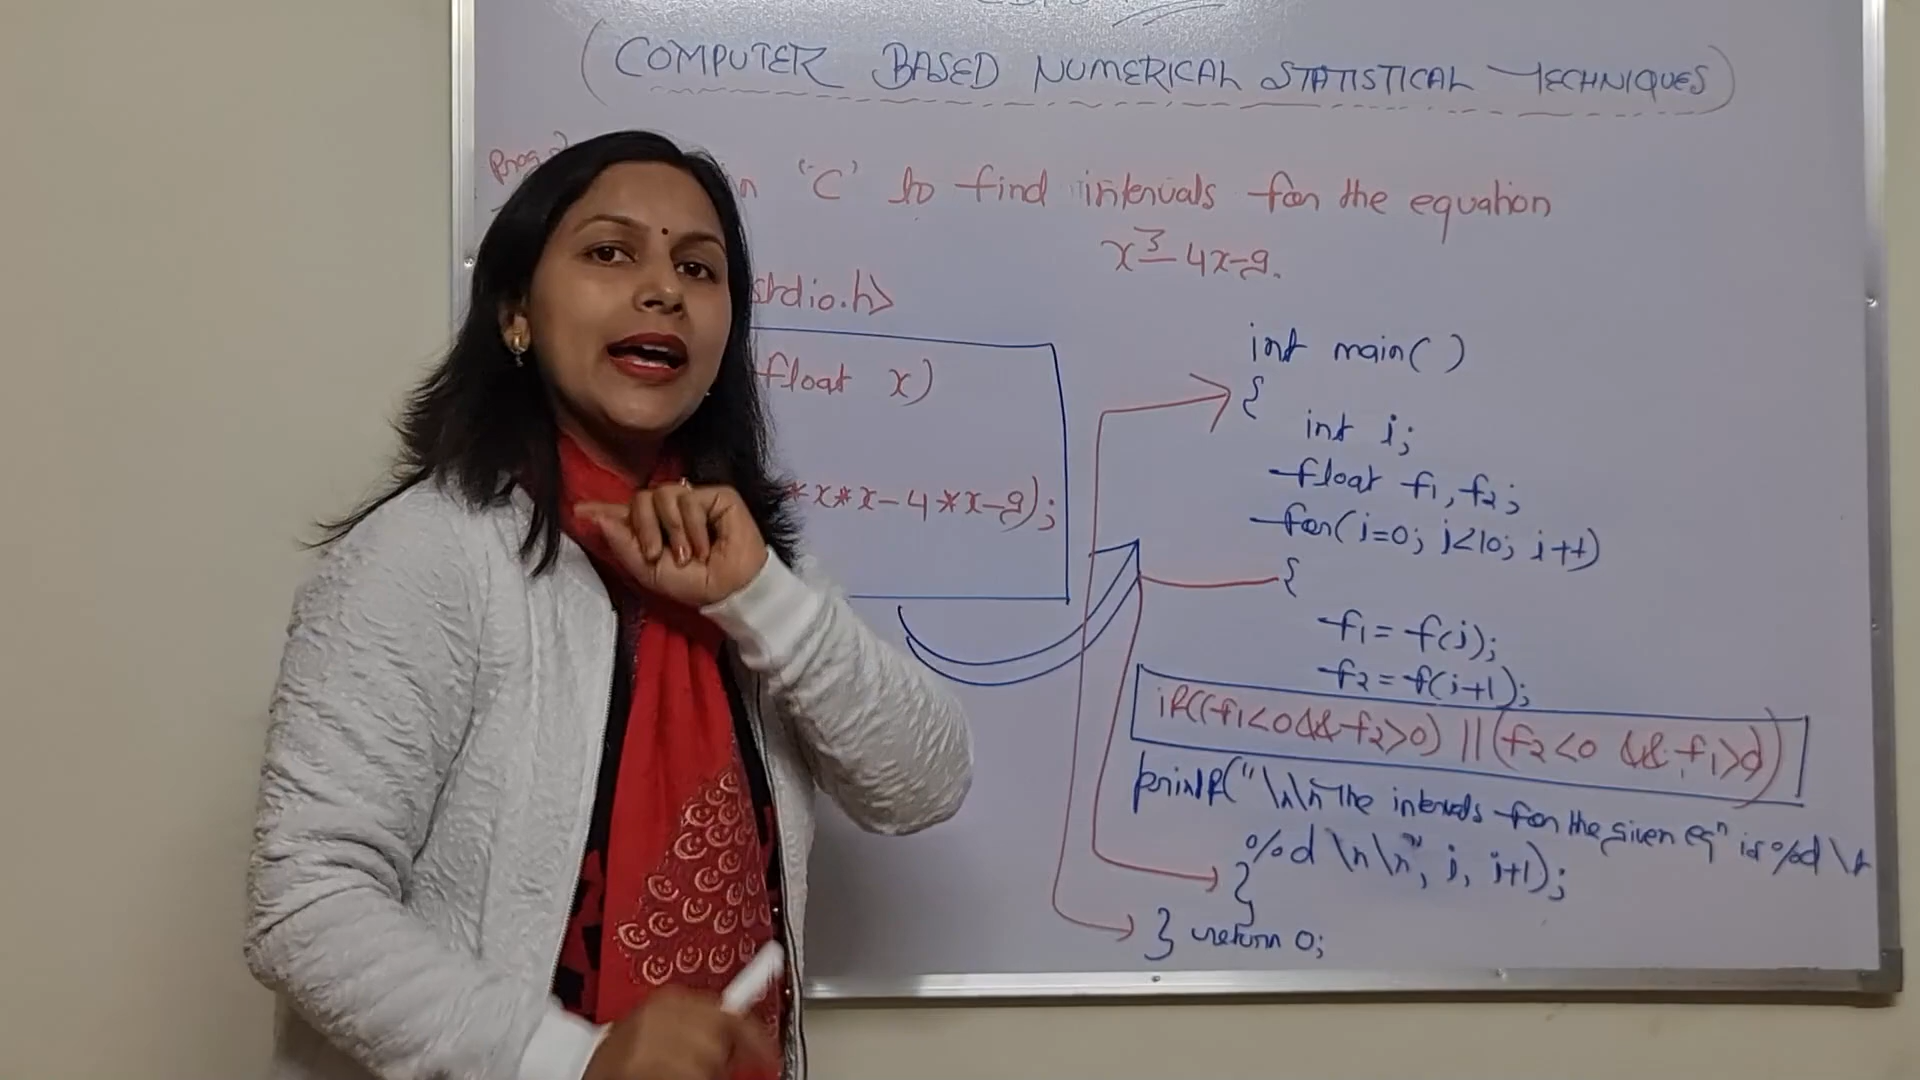 (COMPUTER BASED NUMERICAL STATISTICAL TECHNIQUES)
'C' to find intervals for the equation
x³-4x-9.
stdio.h>
float x)
*x*x-4*x-9);
int main( )
{
int i;
float f1, f2;
for(i=0; i<10; i++)
{
f1= f(i);
f2= f(i+1);
if((f1<0&&f2>0) || (f2<0 && f1>0)
printf("\n\n The intervals for the given eqn is %d \t
%d \n\n", i, i+1);
}
} return 0;